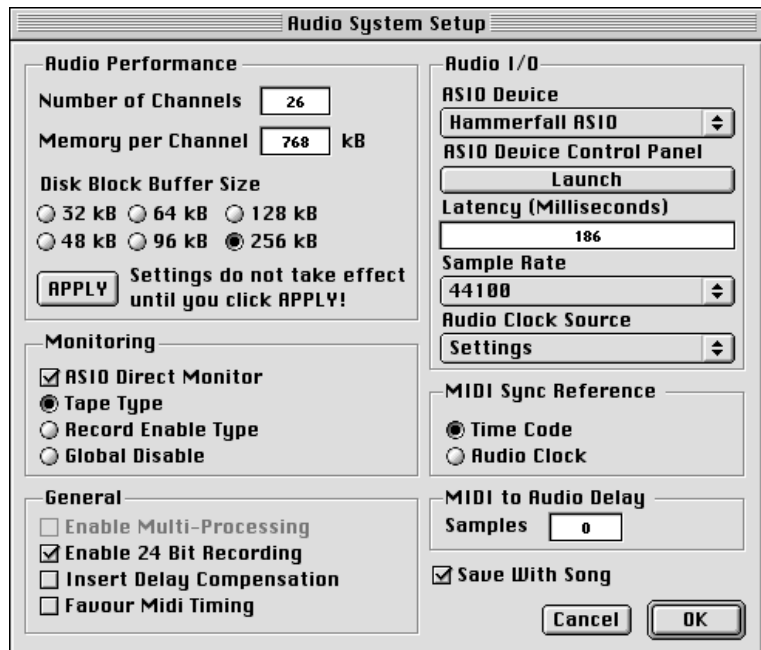 Audio System Setup
Audio Performance
Number of Channels 26
Memory per Channel 768 kB
Disk Block Buffer Size
32 kB 64 kB 128 kB
48 kB 96 kB 256 kB
APPLY
Settings do not take effect
until you click APPLY!
Monitoring
ASIO Direct Monitor
Tape Type
Record Enable Type
Global Disable
General
Enable Multi-Processing
Enable 24 Bit Recording
Insert Delay Compensation
Favour Midi Timing
Audio I/O
ASIO Device
Hammerfall ASIO
ASIO Device Control Panel
Launch
Latency (Milliseconds)
186
Sample Rate
44100
Audio Clock Source
Settings
MIDI Sync Reference
Time Code
Audio Clock
MIDI to Audio Delay
Samples 0
Save With Song
Cancel OK